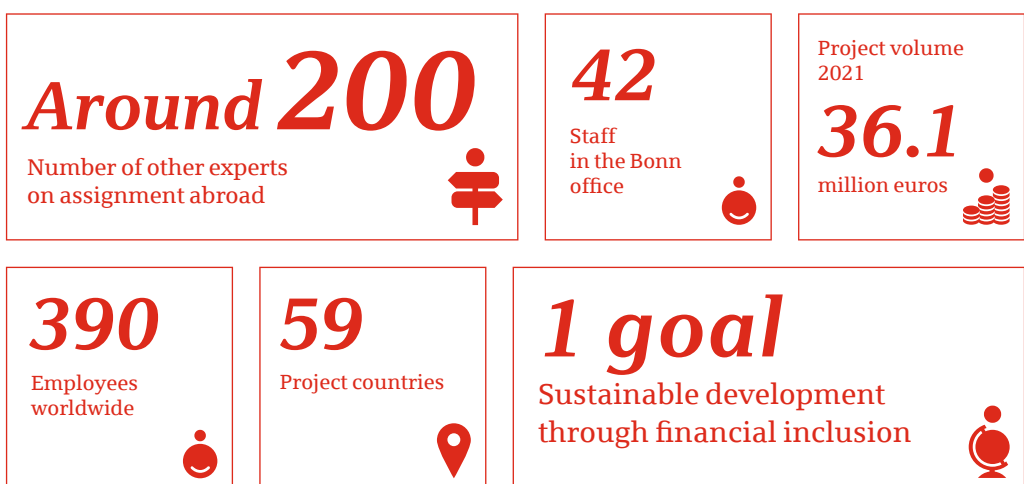 Around 200
Number of other experts
on assignment abroad
42
Staff
in the Bonn
office
Project volume
2021
36.1
million euros
390
Employees
worldwide
59
Project countries
1 goal
Sustainable development
through financial inclusion